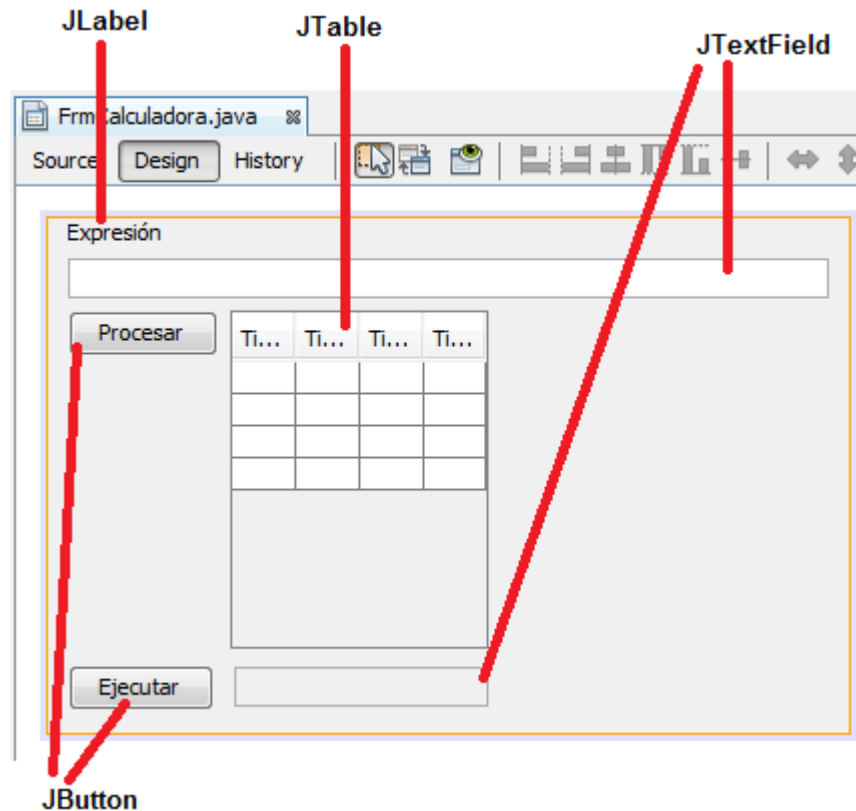 JLabel
JTable
JTextField
FrmCalculadora.java
Source Design History
Expresión
Procesar
Ti... Ti... Ti... Ti...
Ejecutar
JButton